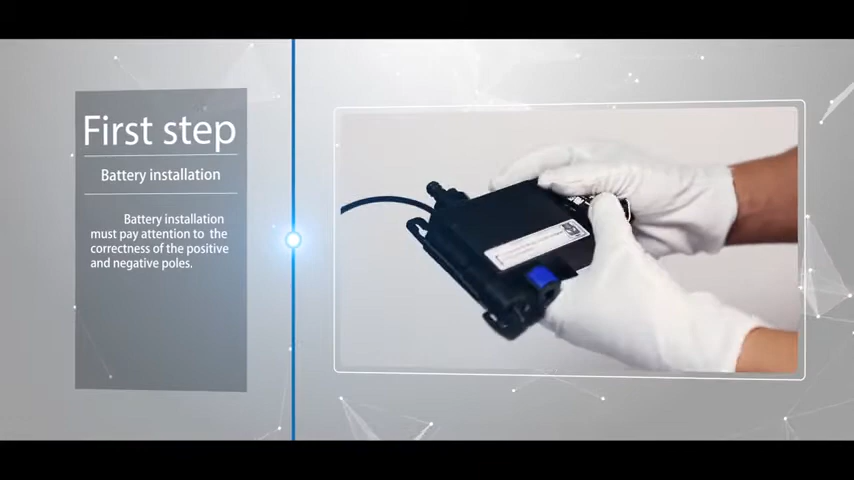 First step
Battery installation
Battery installation
must pay attention to the
correctness of the positive
and negative poles.